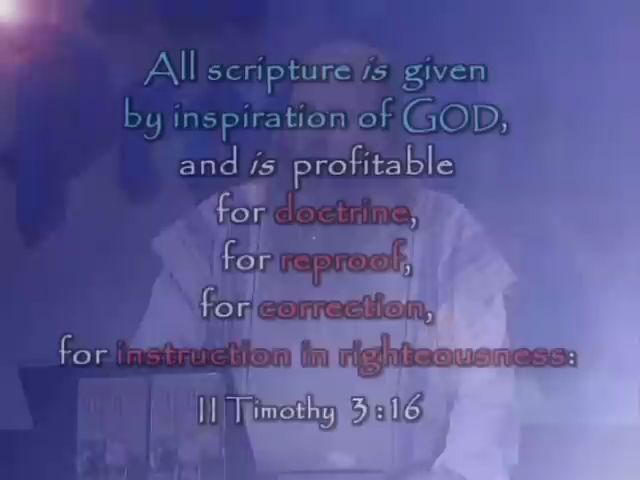 All scripture is given
by inspiration of GOD,
and is profitable
for doctrine,
for reproof,
for correction,
for instruction in righteousness:
II Timothy 3:16